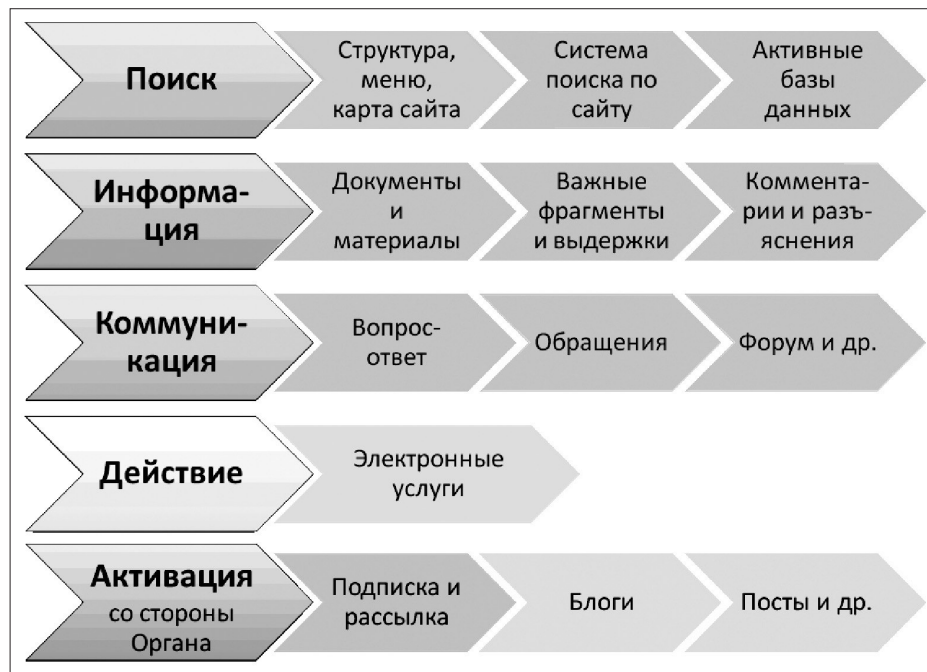 Поиск
Структура,
меню,
карта сайта
Система
поиска по
сайту
Активные
базы
данных
Информа-
ция
Документы
и
материалы
Важные
фрагменты
и выдержки
Коммента-
рии и разъ-
яснения
Коммуни-
кация
Вопрос-
ответ
Обращения
Форум и др.
Действие
Электронные
услуги
Активация
со стороны
Органа
Подписка и
рассылка
Блоги
Посты и др.